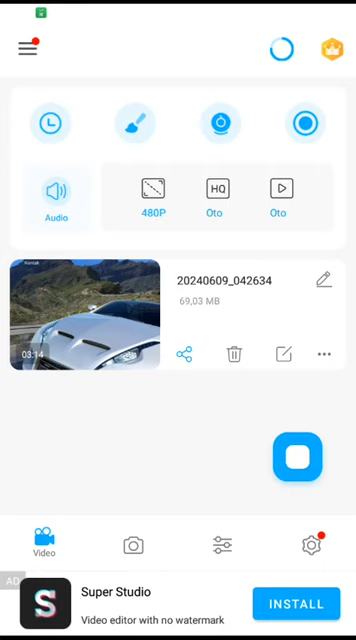 Audio
480P
HQ
Oto
Oto
Kontak
20240609_042634
69,03 MB
03:14
Video
AD
S
Super Studio
Video editor with no watermark
INSTALL